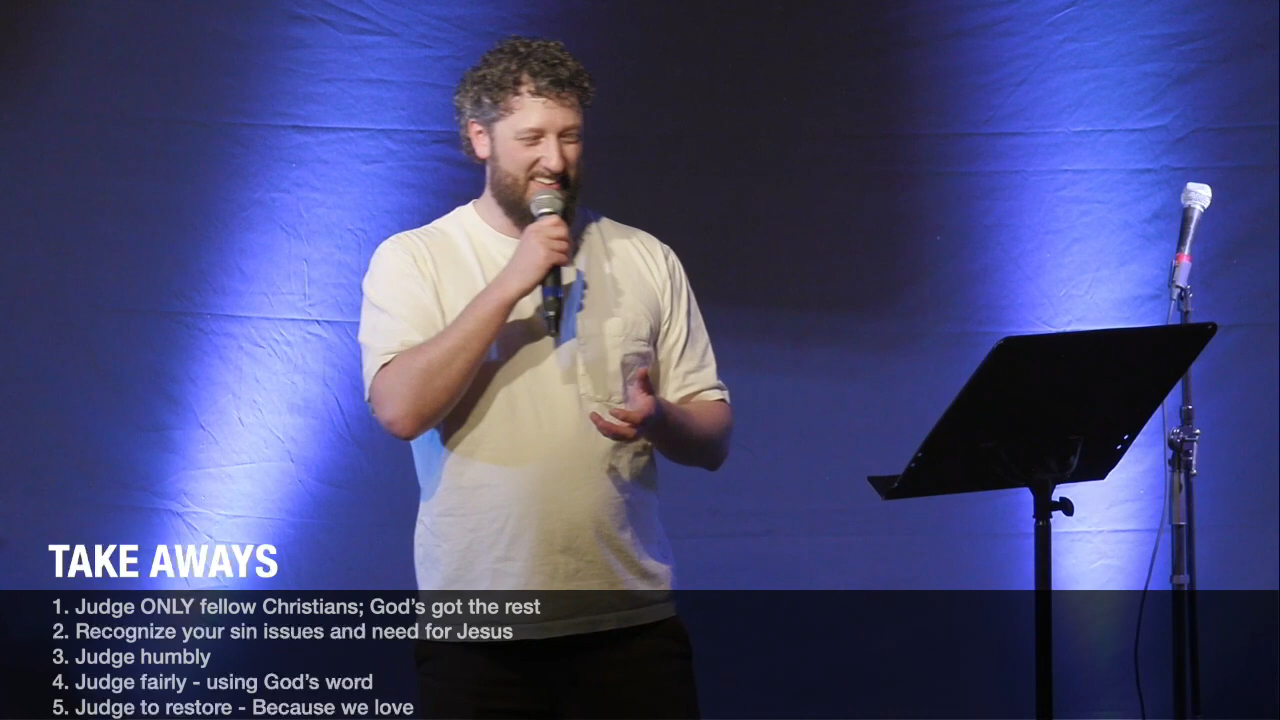 TAKE AWAYS
1. Judge ONLY fellow Christians; God's got the rest
2. Recognize your sin issues and need for Jesus
3. Judge humbly
4. Judge fairly - using God's word
5. Judge to restore - Because we love